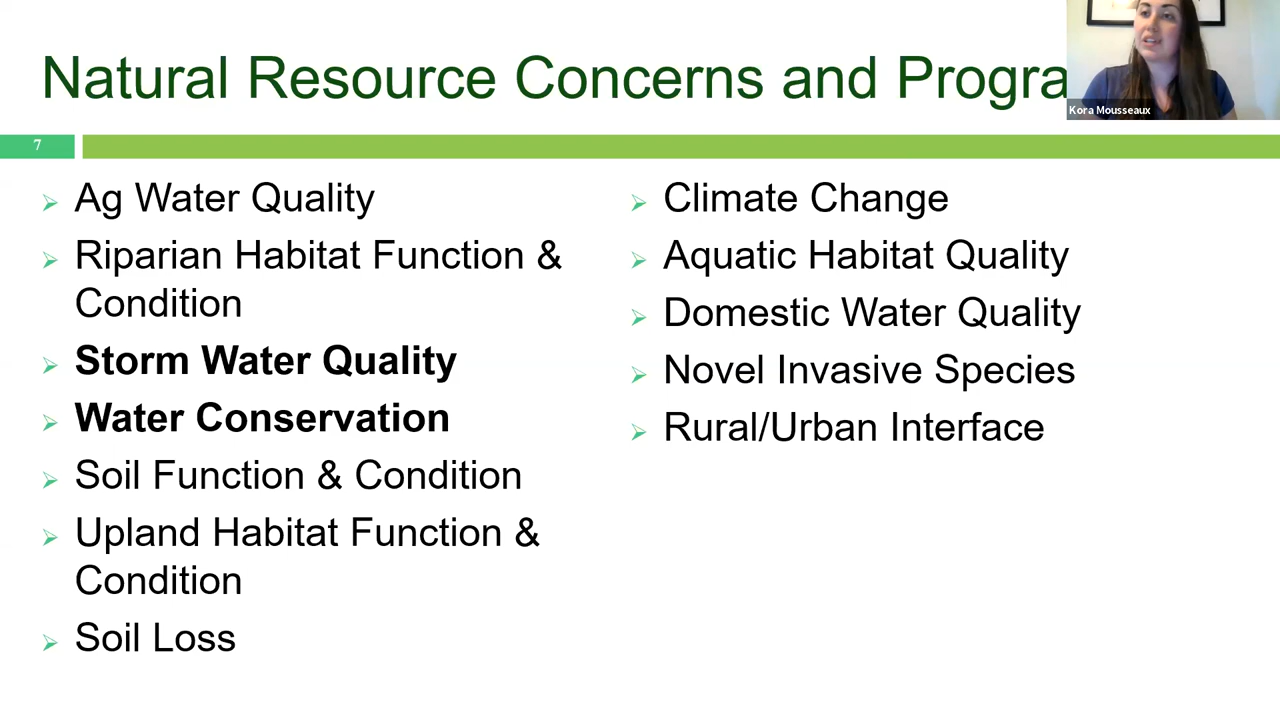 Natural Resource Concerns and Progra
Kora Mousseaux
7
Ag Water Quality
Riparian Habitat Function &
Condition
Storm Water Quality
Water Conservation
Soil Function & Condition
Upland Habitat Function &
Condition
Soil Loss
Climate Change
Aquatic Habitat Quality
Domestic Water Quality
Novel Invasive Species
Rural/Urban Interface